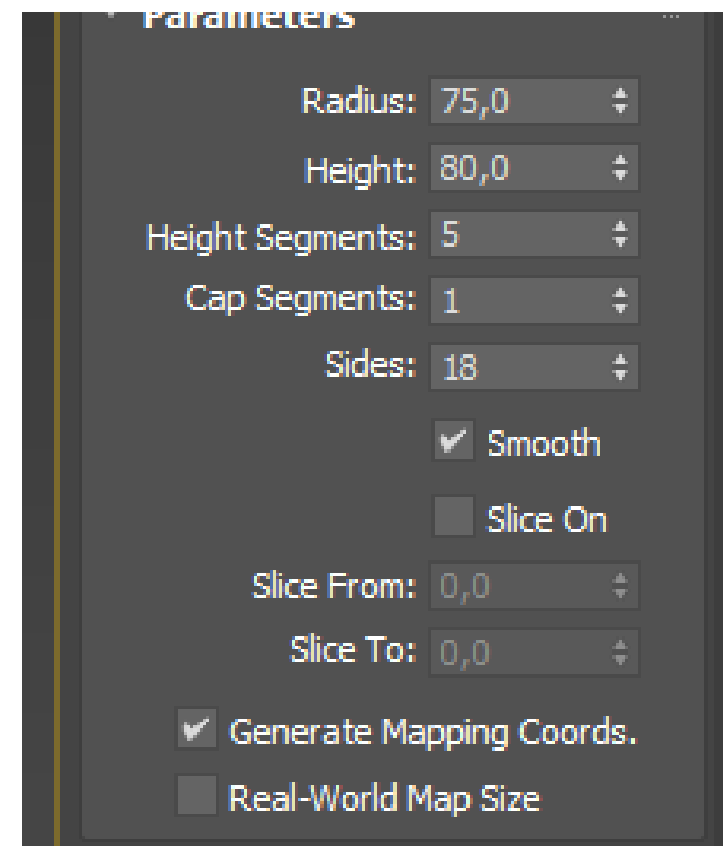 Parameters
Radius: 75,0
Height: 80,0
Height Segments: 5
Cap Segments: 1
Sides: 18
Smooth
Slice On
Slice From: 0,0
Slice To: 0,0
Generate Mapping Coords.
Real-World Map Size